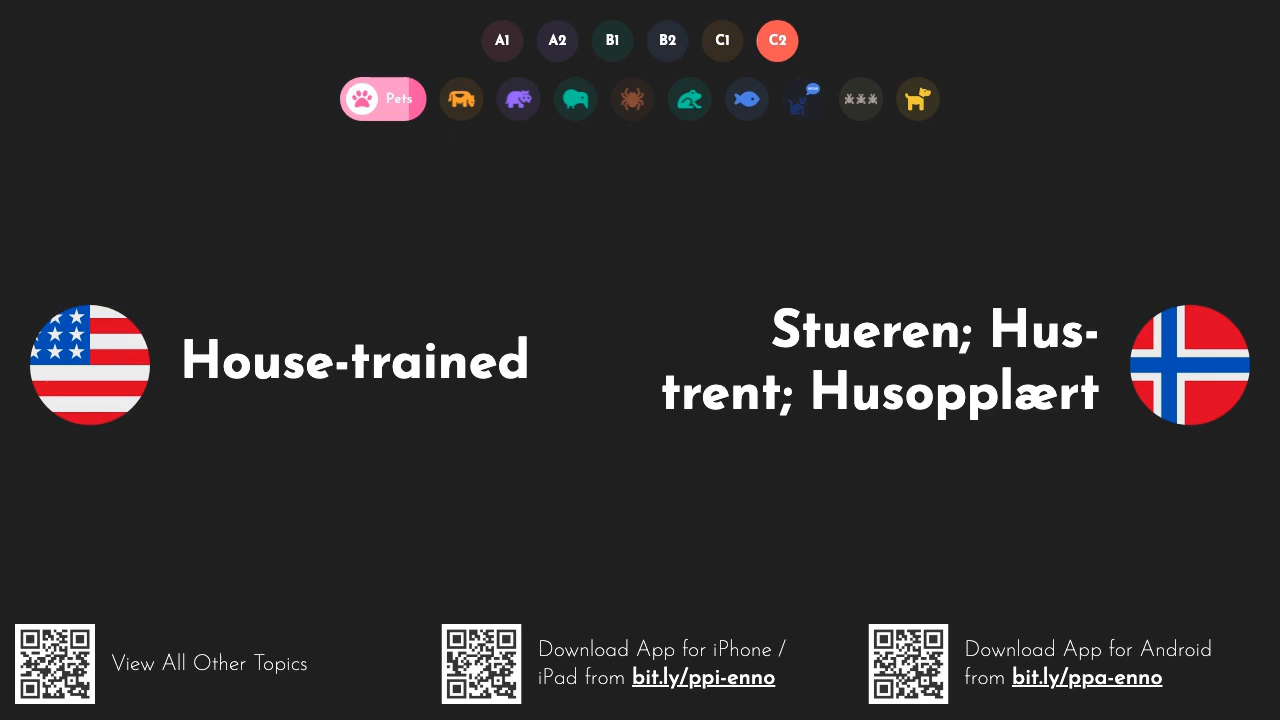 A1 A2 B1 B2 C1 C2
Pets
House-trained
Stueren; Hus-
trent; Husopplært
View All Other Topics
Download App for iPhone /
iPad from bit.ly/ppi-enno
Download App for Android
from bit.ly/ppa-enno